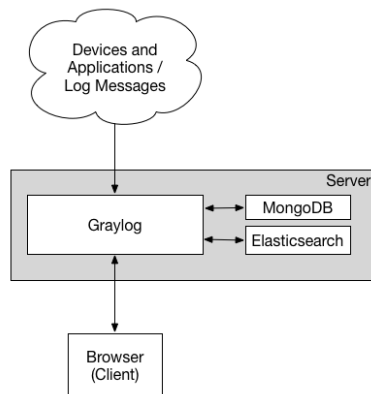 Devices and
Applications /
Log Messages
Server
Graylog
MongoDB
Elasticsearch
Browser
(Client)